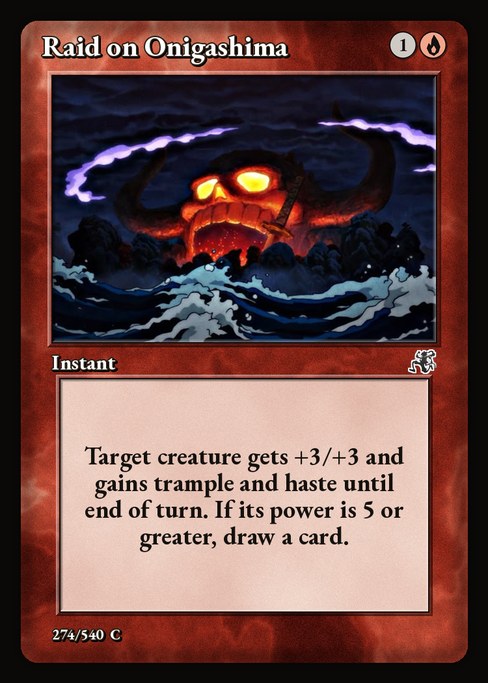 Raid on Onigashima 1
Instant
Target creature gets +3/+3 and
gains trample and haste until
end of turn. If its power is 5 or
greater, draw a card.
274/540 C